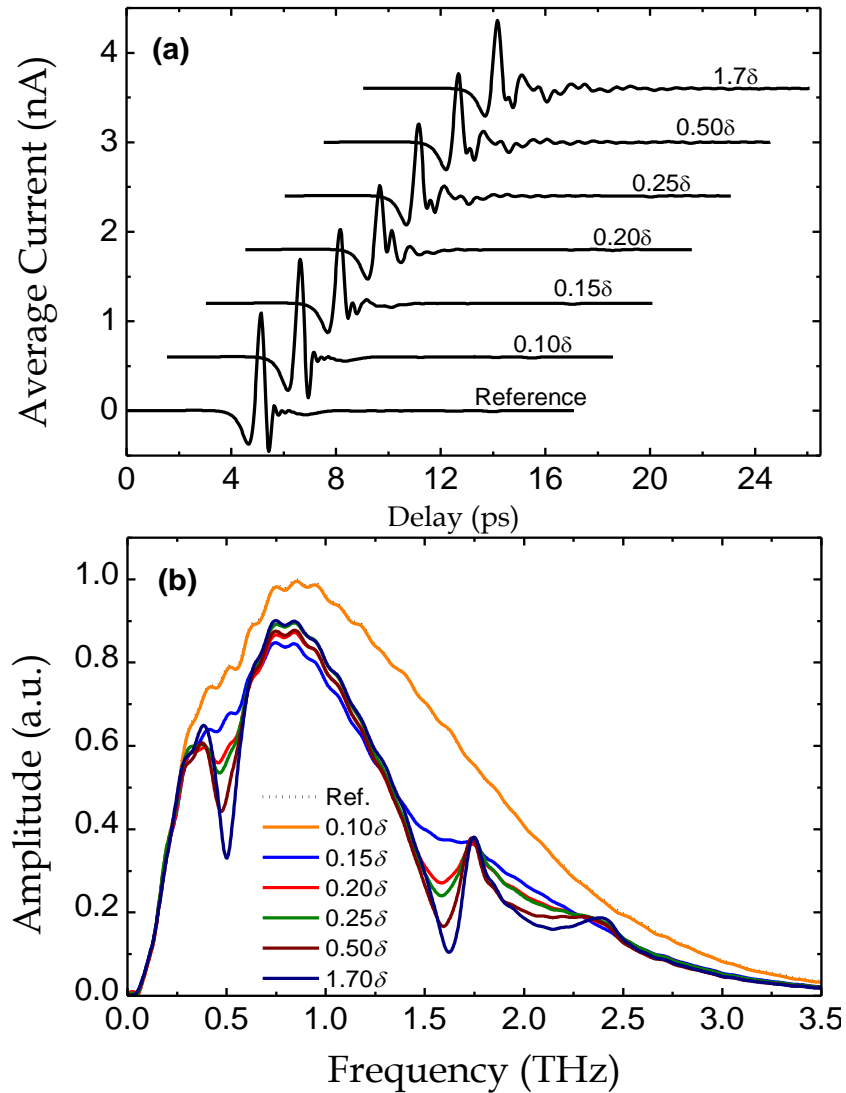 (a)
Average Current (nA)
4
3
2
1
0
1.7δ
0.50δ
0.25δ
0.20δ
0.15δ
0.10δ
Reference
0 4 8 12 16 20 24
Delay (ps)
(b)
Amplitude (a.u.)
1.0
0.8
0.6
0.4
0.2
0.0
Ref.
0.10δ
0.15δ
0.20δ
0.25δ
0.50δ
1.70δ
0.0 0.5 1.0 1.5 2.0 2.5 3.0 3.5
Frequency (THz)